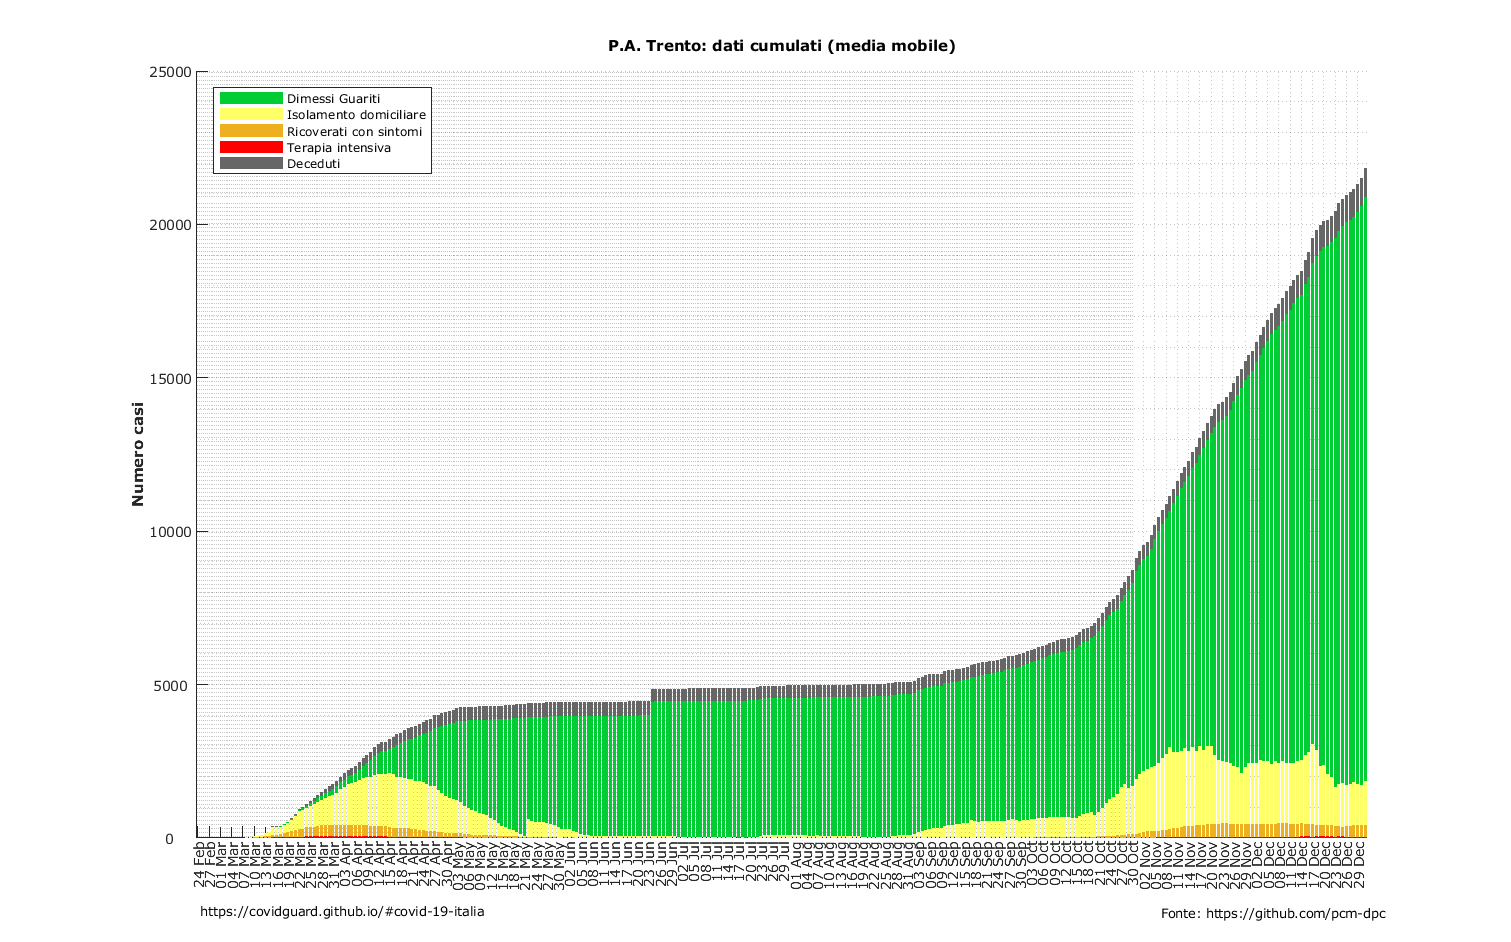 P.A. Trento: dati cumulati (media mobile)
25000
20000
15000
10000
5000
0
Numero casi
Dimessi Guariti
Isolamento domiciliare
Ricoverati con sintomi
Terapia intensiva
Deceduti
24 Feb
27 Feb
01 Mar
04 Mar
07 Mar
10 Mar
13 Mar
16 Mar
19 Mar
22 Mar
25 Mar
28 Mar
31 Mar
03 Apr
06 Apr
09 Apr
12 Apr
15 Apr
18 Apr
21 Apr
24 Apr
27 Apr
30 Apr
03 May
06 May
09 May
12 May
15 May
18 May
21 May
24 May
27 May
30 May
02 Jun
05 Jun
08 Jun
11 Jun
14 Jun
17 Jun
20 Jun
23 Jun
26 Jun
29 Jun
02 Jul
05 Jul
08 Jul
11 Jul
14 Jul
17 Jul
20 Jul
23 Jul
26 Jul
29 Jul
01 Aug
04 Aug
07 Aug
10 Aug
13 Aug
16 Aug
19 Aug
22 Aug
25 Aug
28 Aug
31 Aug
03 Sep
06 Sep
09 Sep
12 Sep
15 Sep
18 Sep
21 Sep
24 Sep
27 Sep
30 Sep
03 Oct
06 Oct
09 Oct
12 Oct
15 Oct
18 Oct
21 Oct
24 Oct
27 Oct
30 Oct
02 Nov
05 Nov
08 Nov
11 Nov
14 Nov
17 Nov
20 Nov
23 Nov
26 Nov
29 Nov
02 Dec
05 Dec
08 Dec
11 Dec
14 Dec
17 Dec
20 Dec
23 Dec
26 Dec
29 Dec
https://covidguard.github.io/#covid-19-italia
Fonte: https://github.com/pcm-dpc